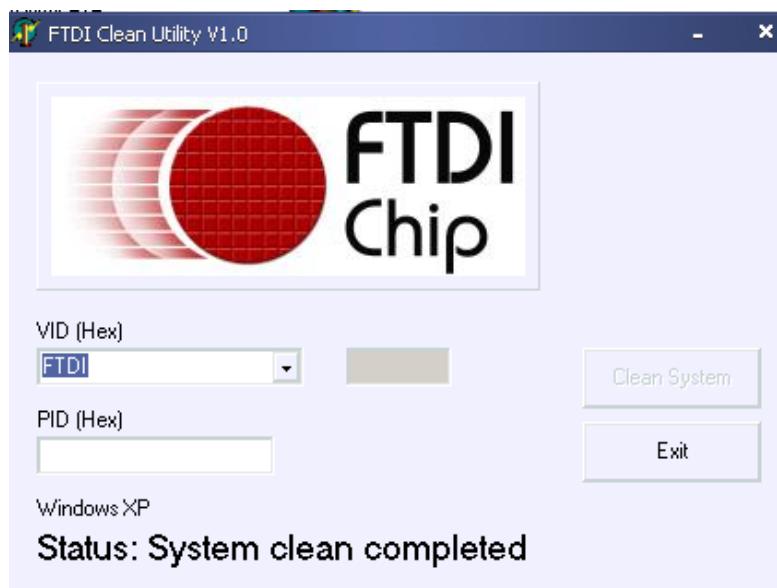 FTDI Clean Utility V1.0
FTDI
Chip
VID (Hex)
FTDI
Clean System
PID (Hex)
Exit
Windows XP
Status: System clean completed